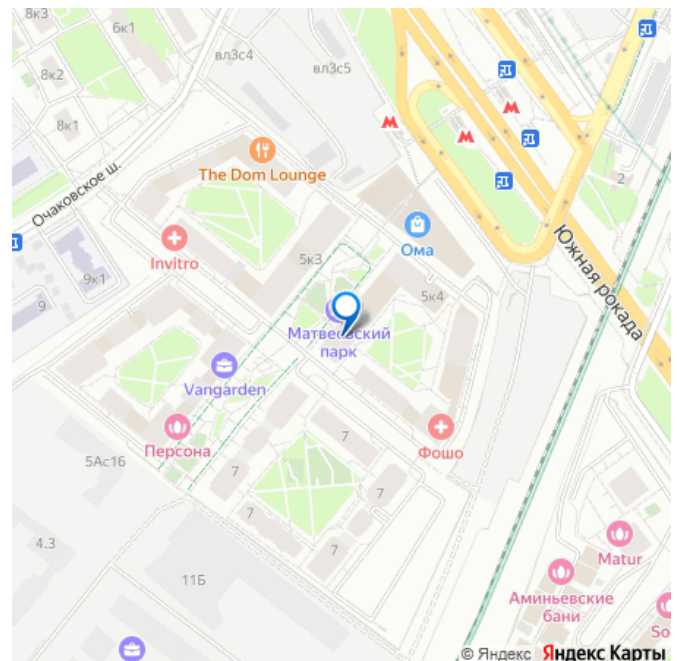 8к3
6к1
вл3с4
8к2
вл3с5
8к1
The Dom Lounge
2
Очаковское ш.
Ома
Южная рокада
Invitro
5к3
9к1
5к4
9
Матвеевский
парк
Vangarden
Персона
7
Фошо
5Ас16
7
7
7
7
4.3
Matur
11Б
Аминьевские
бани
So
© Яндекс Яндекс Карты